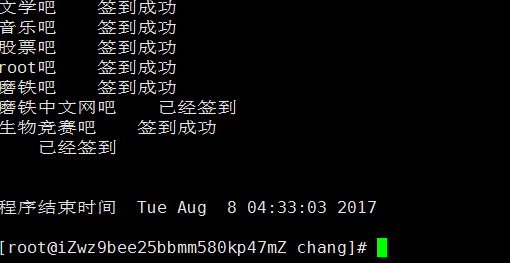 文学吧    签到成功
音乐吧    签到成功
股票吧    签到成功
root吧    签到成功
磨铁吧    签到成功
磨铁中文网吧    已经签到
生物竞赛吧    签到成功
    已经签到
程序结束时间  Tue Aug  8 04:33:03 2017
[root@iZwz9bee25bbmm580kp47mZ chang]#